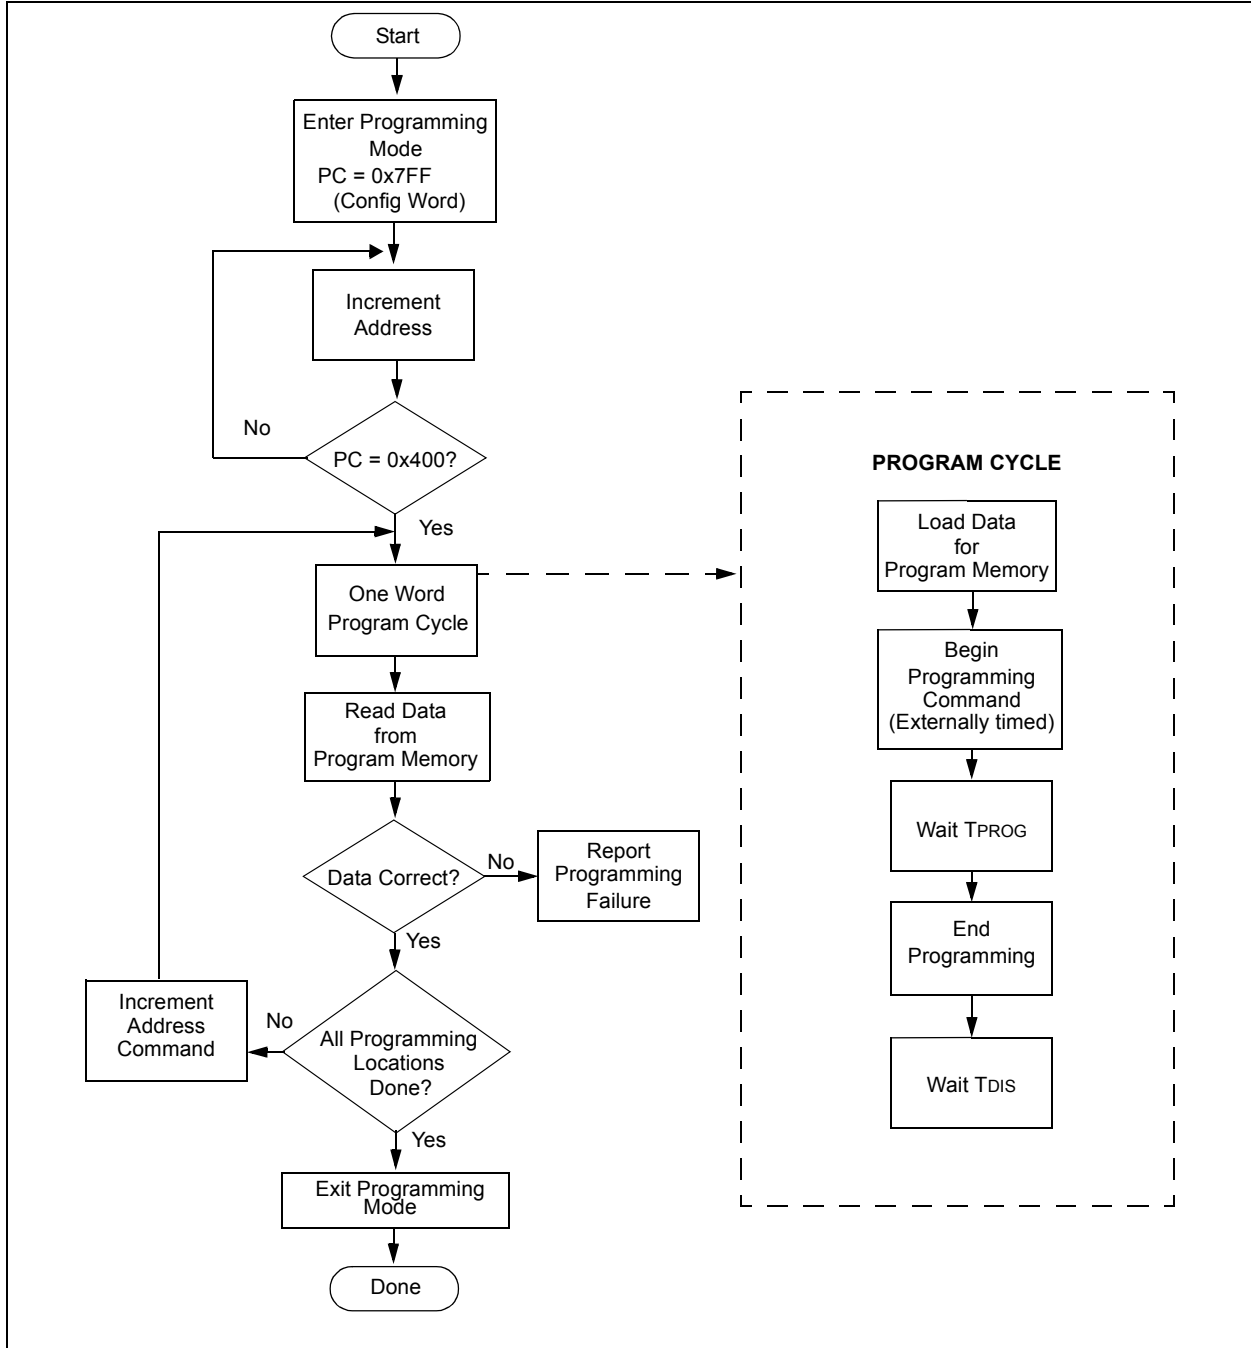 Start
Enter Programming
Mode
PC = 0x7FF
(Config Word)
Increment
Address
No
PC = 0x400?
Yes
One Word
Program Cycle
Read Data
from
Program Memory
Data Correct?
No
Report
Programming
Failure
Yes
Increment
Address
Command
No
All Programming
Locations
Done?
Yes
Exit Programming
Mode
Done
PROGRAM CYCLE
Load Data
for
Program Memory
Begin
Programming
Command
(Externally timed)
Wait TPROG
End
Programming
Wait TDIS